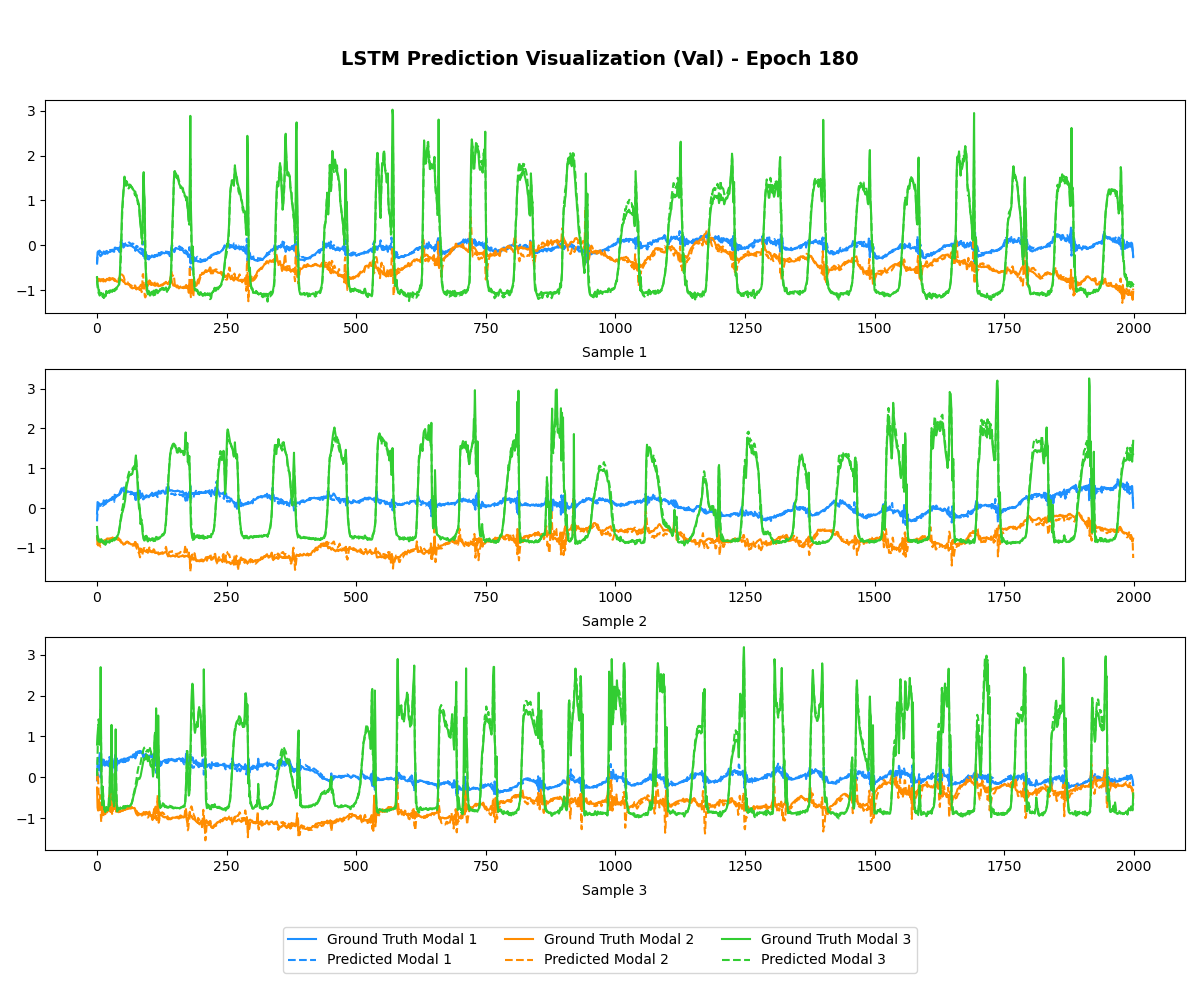 LSTM Prediction Visualization (Val) - Epoch 180
3
2
1
0
−1
0 250 500 750 1000 1250 1500 1750 2000
Sample 1
3
2
1
0
−1
0 250 500 750 1000 1250 1500 1750 2000
Sample 2
3
2
1
0
−1
0 250 500 750 1000 1250 1500 1750 2000
Sample 3
Ground Truth Modal 1 Ground Truth Modal 2 Ground Truth Modal 3
Predicted Modal 1 Predicted Modal 2 Predicted Modal 3